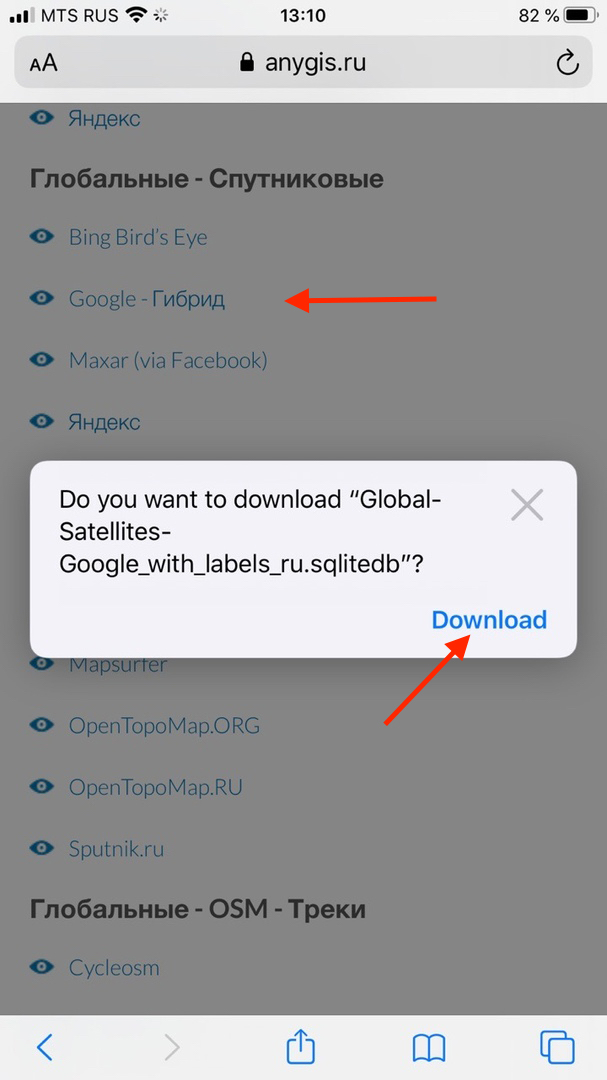 MTS RUS
13:10
82 %
AA
anygis.ru
Яндекс
Глобальные - Спутниковые
Bing Bird's Eye
Google - Гибрид
Maxar (via Facebook)
Яндекс
Do you want to download “Global-
Satellites-
Google_with_labels_ru.sqlitedb”?
Download
Mapsurfer
OpenTopoMap.ORG
OpenTopoMap.RU
Sputnik.ru
Глобальные - OSM - Треки
Cycleosm